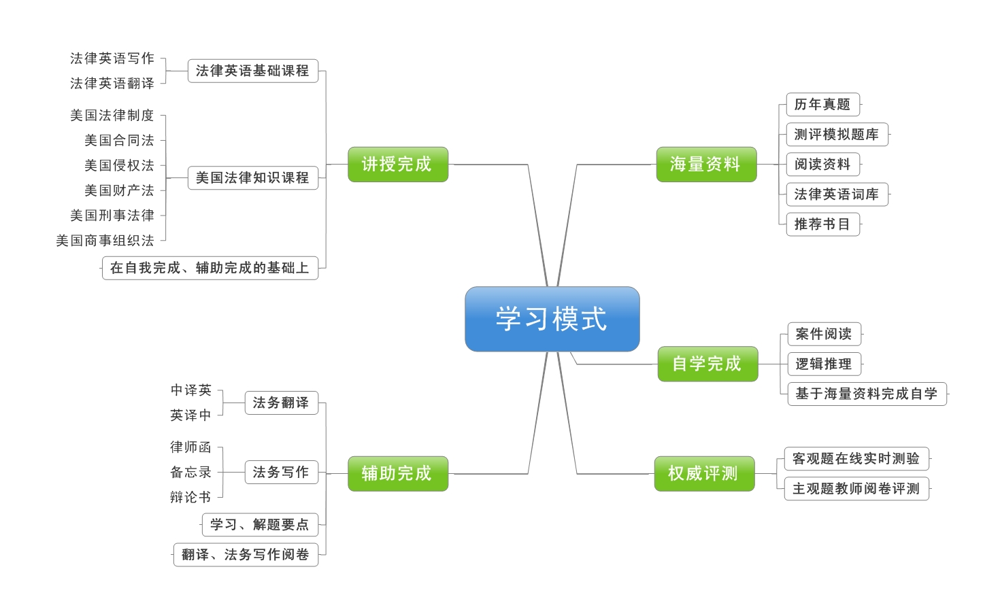 学习模式
讲授完成
法律英语基础课程
法律英语写作
法律英语翻译
美国法律知识课程
美国法律制度
美国合同法
美国侵权法
美国财产法
美国刑事法律
美国商事组织法
在自我完成、辅助完成的基础上
海量资料
历年真题
测评模拟题库
阅读资料
法律英语词库
推荐书目
自学完成
案件阅读
逻辑推理
基于海量资料完成自学
辅助完成
法务翻译
中译英
英译中
法务写作
律师函
备忘录
辩论书
学习、解题要点
翻译、法务写作阅卷
权威评测
客观题在线实时测验
主观题教师阅卷评测